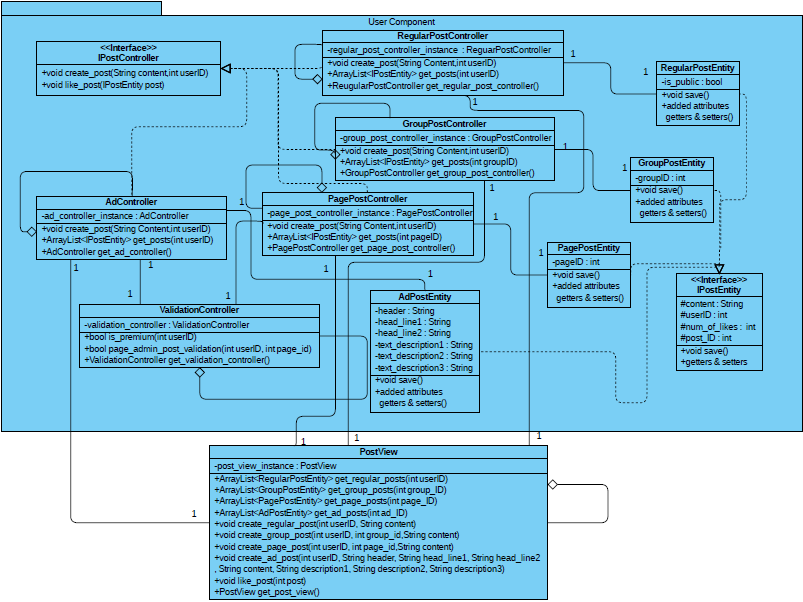 User Component
<<Interface>>
IPostController
+void create_post(String content,int userID)
+void like_post(IPostEntity post)
RegularPostController
-regular_post_controller_instance : ReguarPostController
+void create_post(String Content,int userID)
+ArrayList<IPostEntity> get_posts(int userID)
+ReugularPostController get_regular_post_controller()
1
1
1
RegularPostEntity
-is_public : bool
+void save()
+added attributes
getters & setters()
GroupPostController
-group_post_controller_instance : GroupPostController
+void create_post(String Content,int userID)
+ArrayList<IPostEntity> get_posts(int groupID)
+GroupPostController get_group_post_controller()
1
1
1
GroupPostEntity
-groupID : int
+void save()
+added attributes
getters & setters()
AdController
-ad_controller_instance : AdController
+void create_post(String Content,int userID)
+ArrayList<IPostEntity> get_posts(int userID)
+AdController get_ad_controller()
1
1
1
PagePostController
-page_post_controller_instance : PagePostController
+void create_post(String Content,int userID)
+ArrayList<IPostEntity> get_posts(int pageID)
+PagePostController get_page_post_controller()
1
1
1
1
PagePostEntity
-pageID : int
+void save()
+added attributes
getters & setters()
<<Interface>>
IPostEntity
#content : String
#userID : int
#num_of_likes : int
#post_ID : int
+void save()
+getters & setters
1
1
ValidationController
-validation_controller : ValidationController
+bool is_premium(int userID)
+bool page_admin_post_validation(int userID, int page_id)
+ValidationController get_validation_controller()
1
AdPostEntity
-header : String
-head_line1 : String
-head_line2 : String
-text_description1 : String
-text_description2 : String
-text_description3 : String
+void save()
+added attributes
getters & setters()
1
1
1
1
PostView
-post_view_instance : PostView
+ArrayList<RegularPostEntity> get_regular_posts(int userID)
+ArrayList<GroupPostEntity> get_group_posts(int group_ID)
+ArrayList<PagePostEntity> get_page_posts(int page_ID)
+ArrayList<AdPostEntity> get_ad_posts(int ad_ID)
+void create_regular_post(int userID, String content)
+void create_group_post(int userID, int group_id,String content)
+void create_page_post(int userID, int page_id,String content)
+void create_ad_post(int userID, String header, String head_line1, String head_line2
, String content, String description1, String description2, String description3)
+void like_post(int post)
+PostView get_post_view()